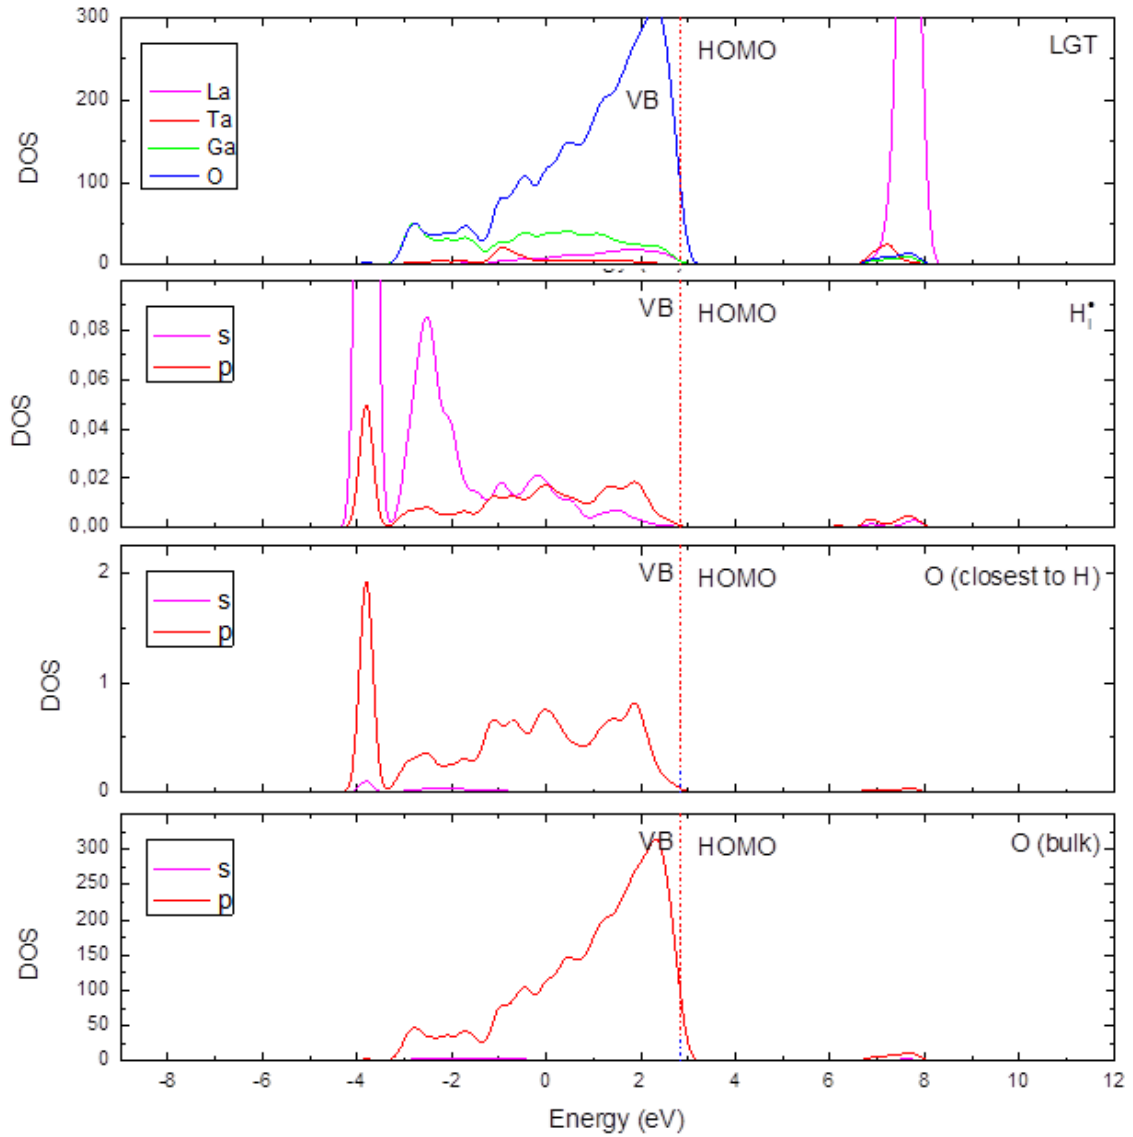 300
200
100
0
DOS
La
Ta
Ga
O
VB
HOMO
LGT
0,08
0,06
0,04
0,02
0,00
DOS
s
p
VB
HOMO
H i •
2
1
0
DOS
s
p
VB
HOMO
O (closest to H)
300
250
200
150
100
50
0
DOS
s
p
VB
HOMO
O (bulk)
-8 -6 -4 -2 0 2 4 6 8 10 12
Energy (eV)